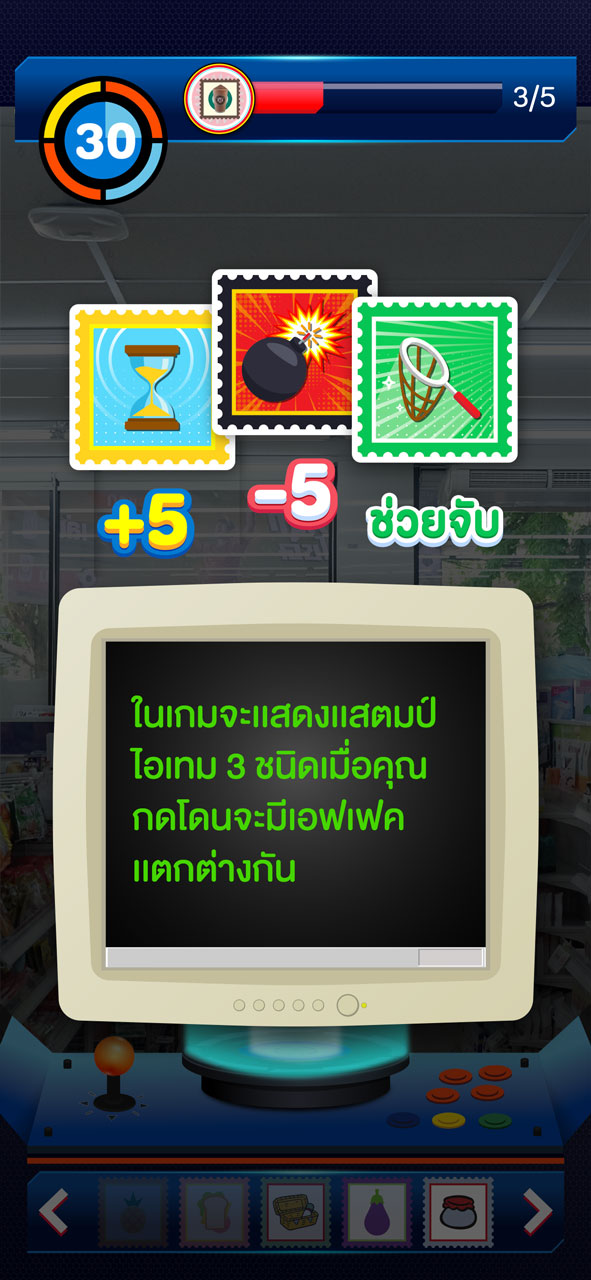 30
3/5
+5
-5
ช่วยจับ
ในเกมจะแสดงแสตมป์
ไอเทม 3 ชนิดเมื่อคุณ
กดโดนจะมีเอฟเฟค
แตกต่างกัน